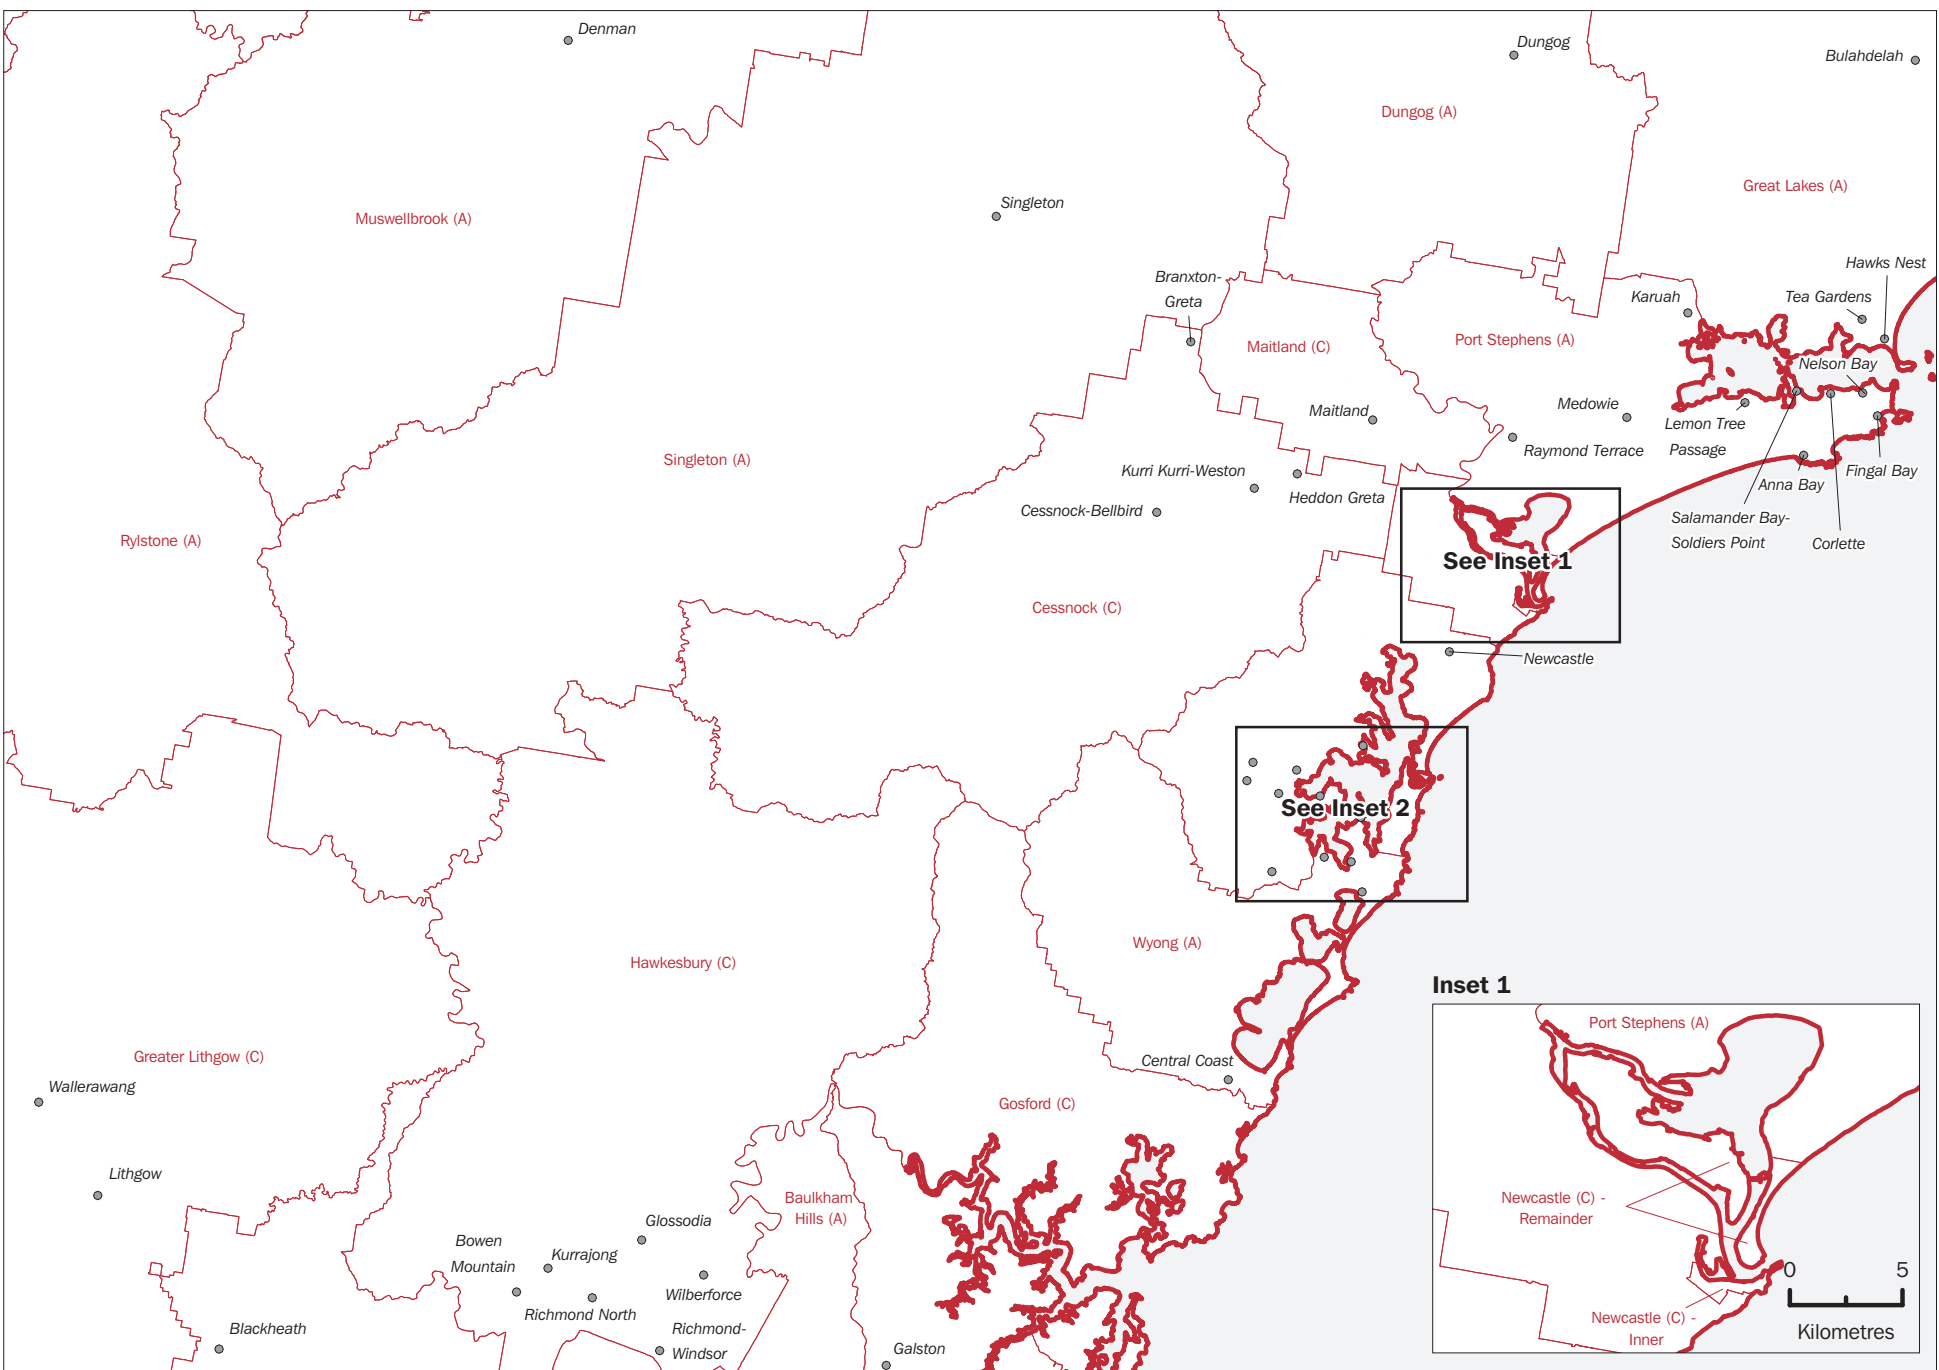 Denman
Dungog
Bulahdelah
Dungog (A)
Great Lakes (A)
Muswellbrook (A)
Singleton
Hawks Nest
Branxton-
Greta
Karuah
Tea Gardens
Maitland (C)
Port Stephens (A)
Nelson Bay
Maitland
Medowie
Lemon Tree
Passage
Raymond Terrace
Singleton (A)
Kurri Kurri-Weston
Heddon Greta
Anna Bay
Fingal Bay
Cessnock-Bellbird
Salamander Bay-
Soldiers Point
Corlette
Rylstone (A)
See Inset 1
Cessnock (C)
Newcastle
See Inset 2
Wyong (A)
Hawkesbury (C)
Inset 1
Port Stephens (A)
Greater Lithgow (C)
Central Coast
Wallerawang
Gosford (C)
Lithgow
Baulkham
Hills (A)
Newcastle (C) -
Remainder
Glossodia
Bowen
Mountain
Kurrajong
Wilberforce
0
5
Richmond North
Blackheath
Richmond-
Windsor
Galston
Newcastle (C) -
Inner
Kilometres